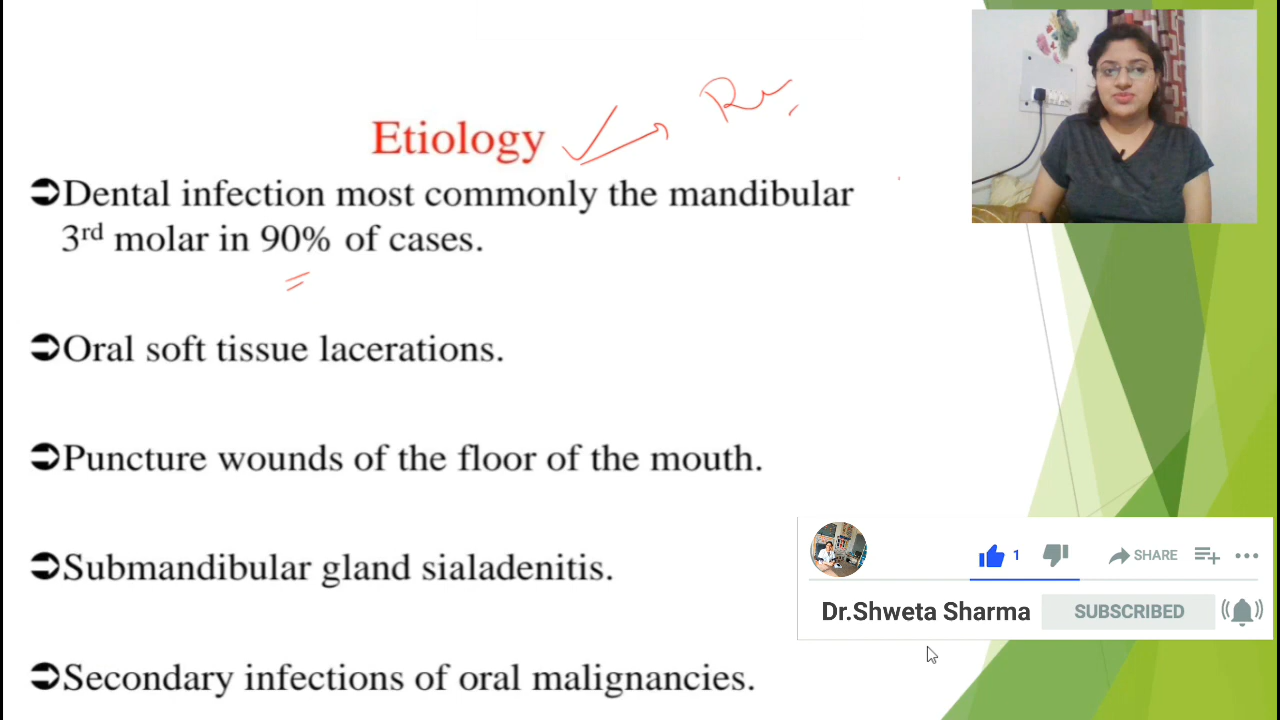 Etiology
➲Dental infection most commonly the mandibular
3rd molar in 90% of cases.
➲Oral soft tissue lacerations.
➲Puncture wounds of the floor of the mouth.
➲Submandibular gland sialadenitis.
➲Secondary infections of oral malignancies.
1 SHARE
Dr.Shweta Sharma SUBSCRIBED